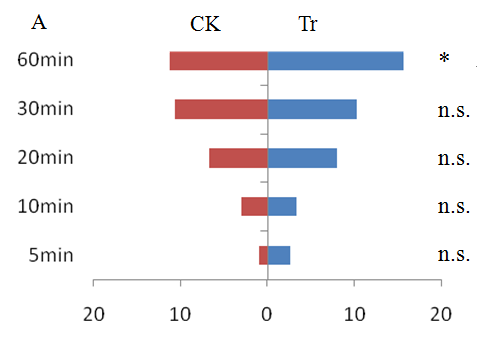 A CK Tr
60min *
30min n.s.
20min n.s.
10min n.s.
5min n.s.
20 10 0 10 20